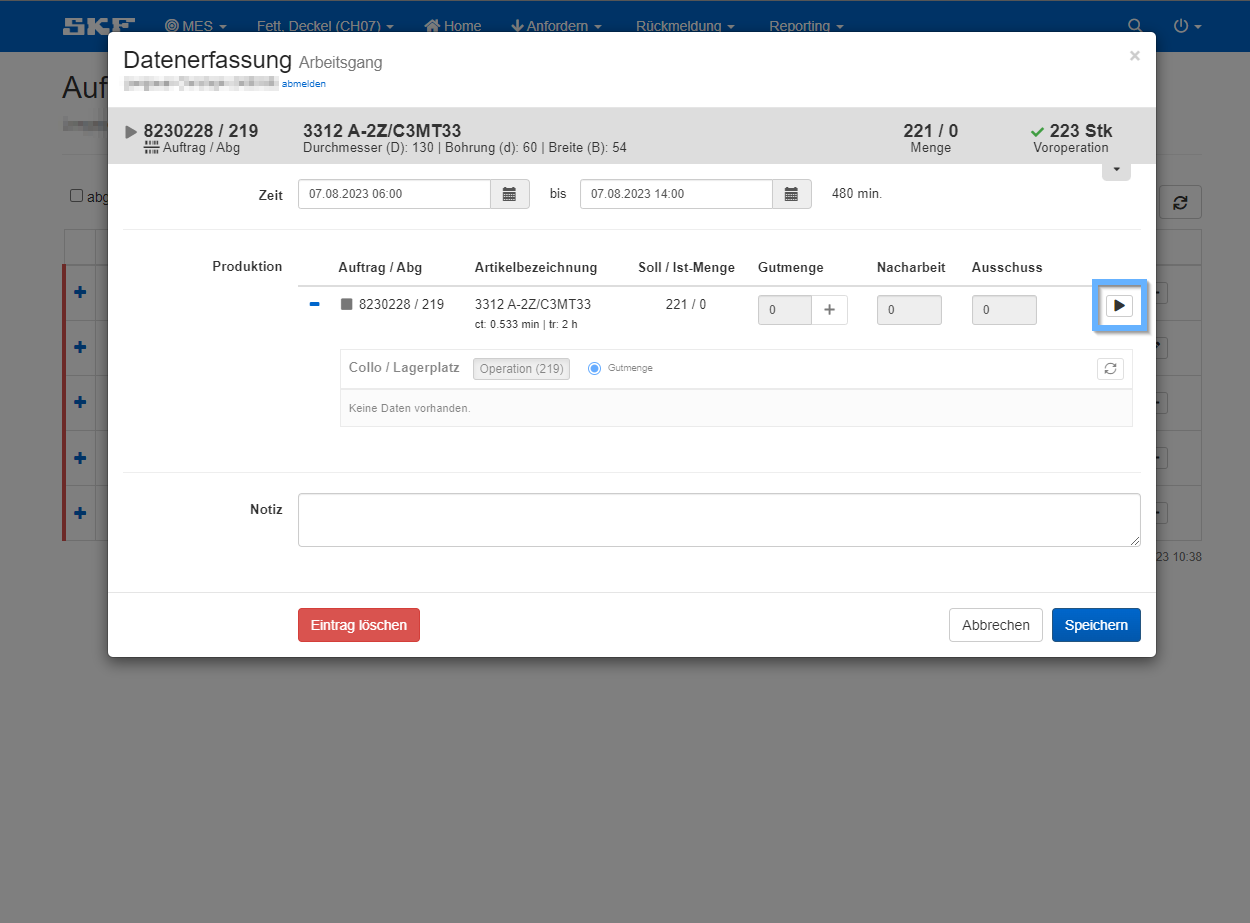 SKF MES Fett, Deckel (CH07) Home Anfordern Rückmeldung Reporting
Auf
Datenerfassung Arbeitsgang ×
abmelden
8230228 / 219 3312 A-2Z/C3MT33 221 / 0 223 Stk
Auftrag / Abg Durchmesser (D): 130 | Bohrung (d): 60 | Breite (B): 54 Menge Voroperation
abg
Zeit 07.08.2023 06:00 bis 07.08.2023 14:00 480 min.
Produktion Auftrag / Abg Artikelbezeichnung Soll / Ist-Menge Gutmenge Nacharbeit Ausschuss
8230228 / 219 3312 A-2Z/C3MT33 221 / 0 0 + 0 0
ct: 0.533 min | tr: 2 h
Collo / Lagerplatz Operation (219) Gutmenge
Keine Daten vorhanden.
Notiz
23 10:38
Eintrag löschen Abbrechen Speichern